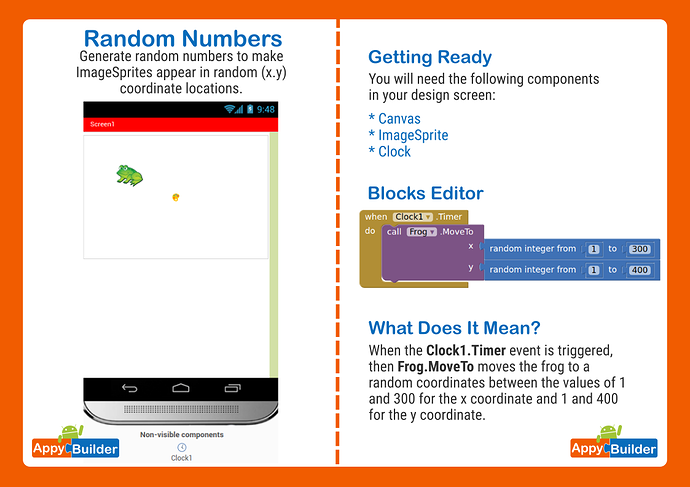 Random Numbers
Generate random numbers to make
ImageSprites appear in random (x.y)
coordinate locations.
9:48
Screen1
Non-visible components
Clock1
Appy Builder
Getting Ready
You will need the following components
in your design screen:
* Canvas
* ImageSprite
* Clock
Blocks Editor
when Clock1 .Timer
do call Frog .MoveTo
x random integer from 1 to 300
y random integer from 1 to 400
What Does It Mean?
When the Clock1.Timer event is triggered,
then Frog.MoveTo moves the frog to a
random coordinates between the values of 1
and 300 for the x coordinate and 1 and 400
for the y coordinate.
Appy Builder